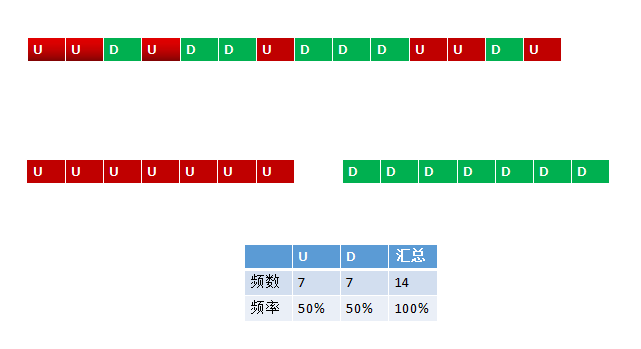 U U D U D D U D D D U U D U
U U U U U U U D D D D D D D
U D 汇总
频数 7 7 14
频率 50% 50% 100%